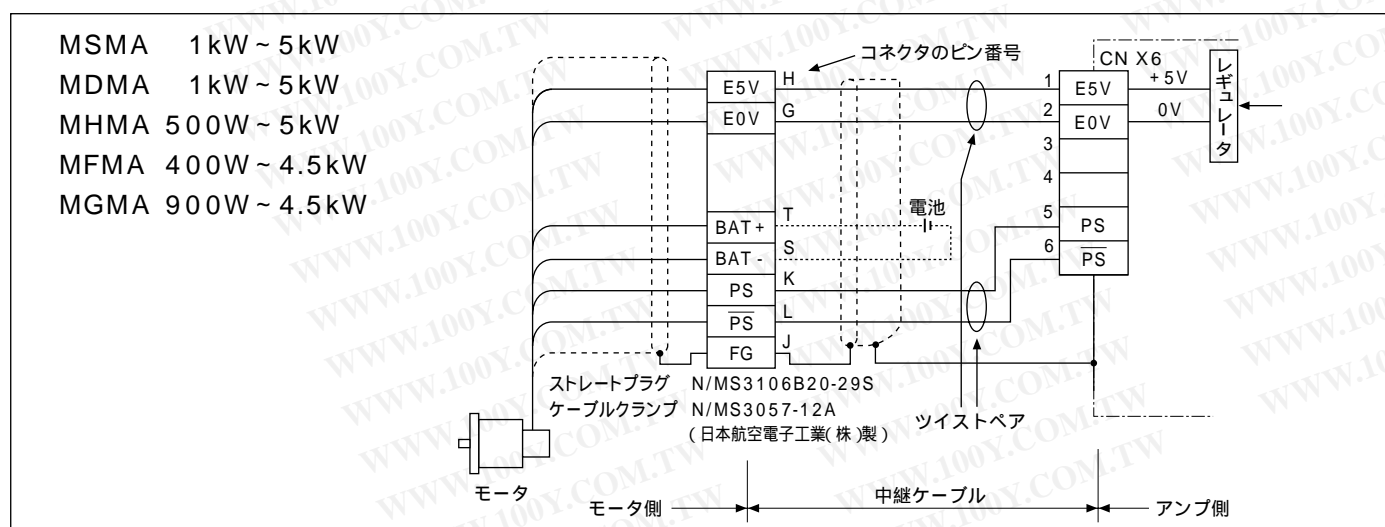 MSMA 1kW~5kW
MDMA 1kW~5kW
MHMA 500W~5kW
MFMA 400W~4.5kW
MGMA 900W~4.5kW
コネクタのピン番号
CN X6
E5V H
1 E5V +5V
E0V G
2 E0V 0V
3
4
レギュレータ
電池
BAT+ T
BAT- S
5 PS
6 P̅S̅
PS K
P̅S̅ L
FG J
ストレートプラグ N/MS3106B20-29S
ケーブルクランプ N/MS3057-12A
(日本航空電子工業(株)製)
ツイストペア
モータ
モータ側
中継ケーブル
アンプ側
WWW.100Y.COM.TW